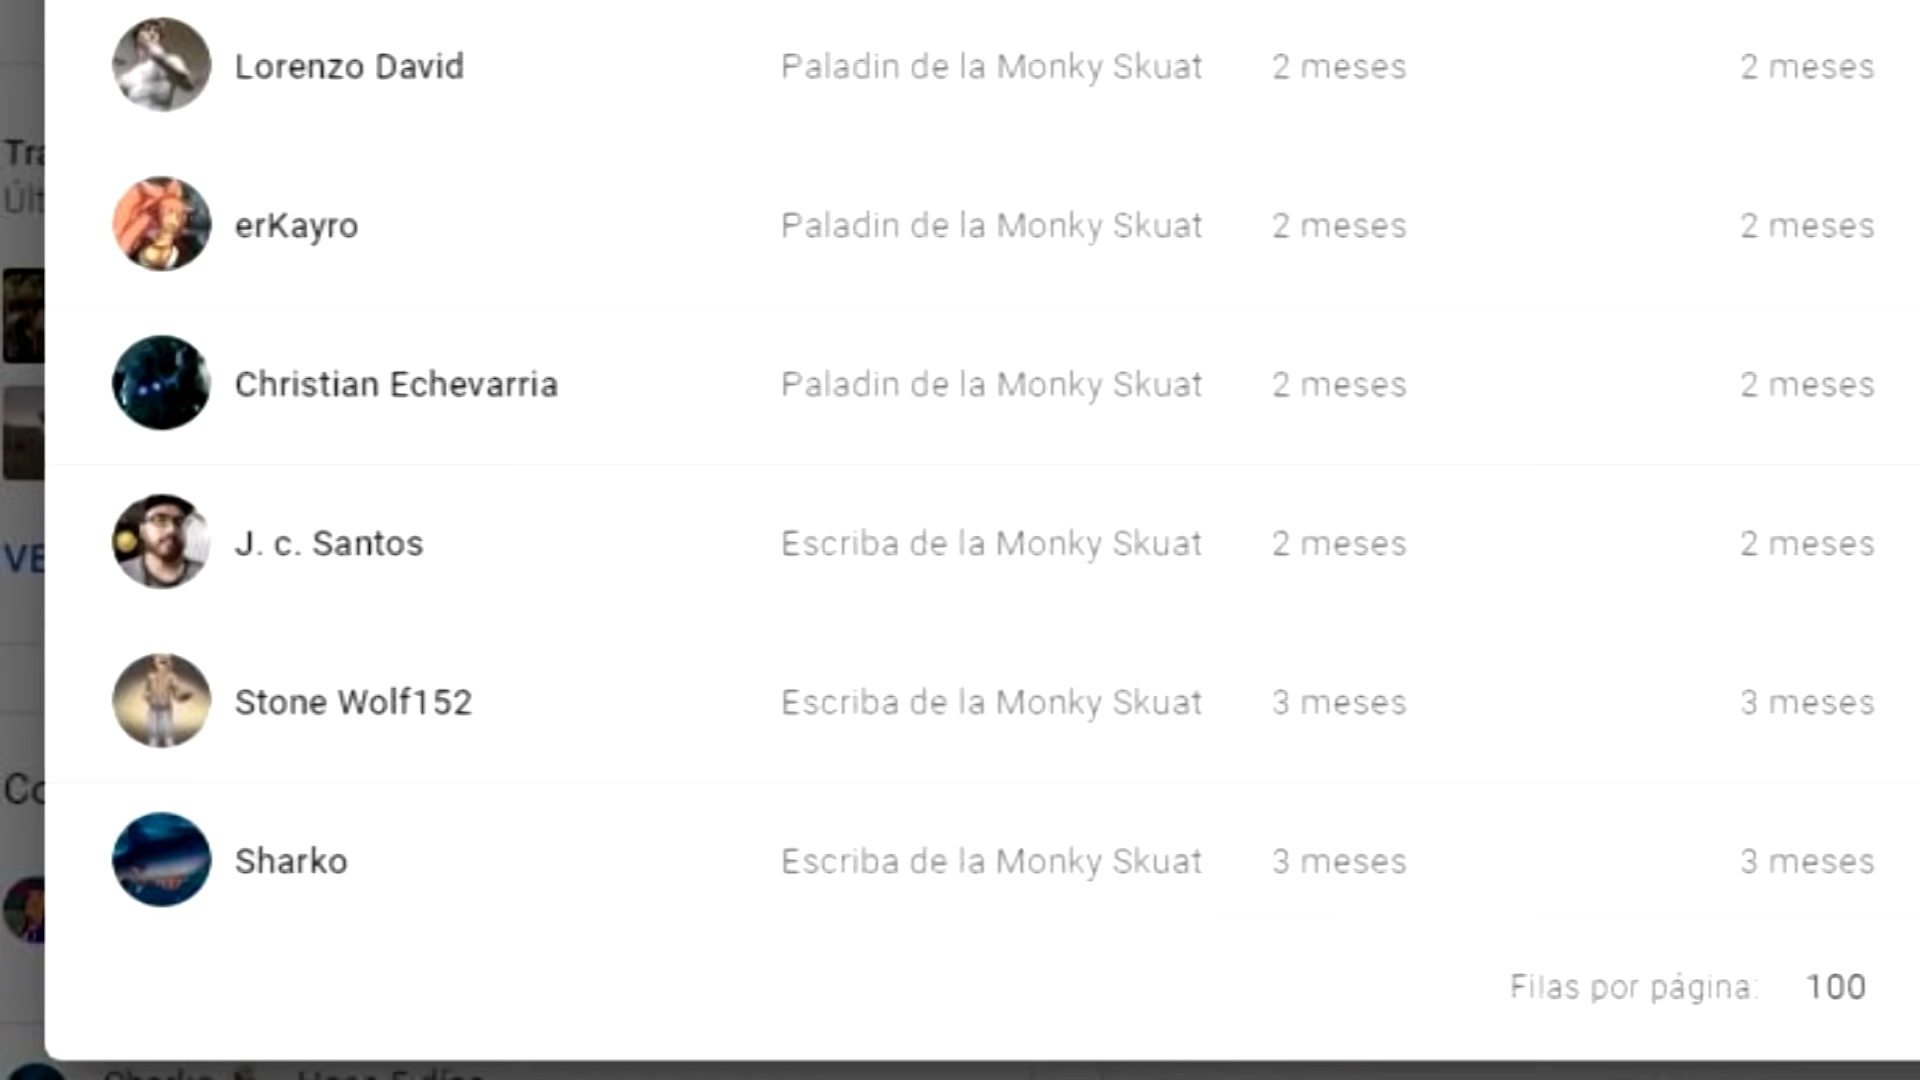 Lorenzo David Paladin de la Monky Skuat 2 meses 2 meses
erKayro Paladin de la Monky Skuat 2 meses 2 meses
Christian Echevarria Paladin de la Monky Skuat 2 meses 2 meses
J. c. Santos Escriba de la Monky Skuat 2 meses 2 meses
Stone Wolf152 Escriba de la Monky Skuat 3 meses 3 meses
Sharko Escriba de la Monky Skuat 3 meses 3 meses
Filas por página: 100